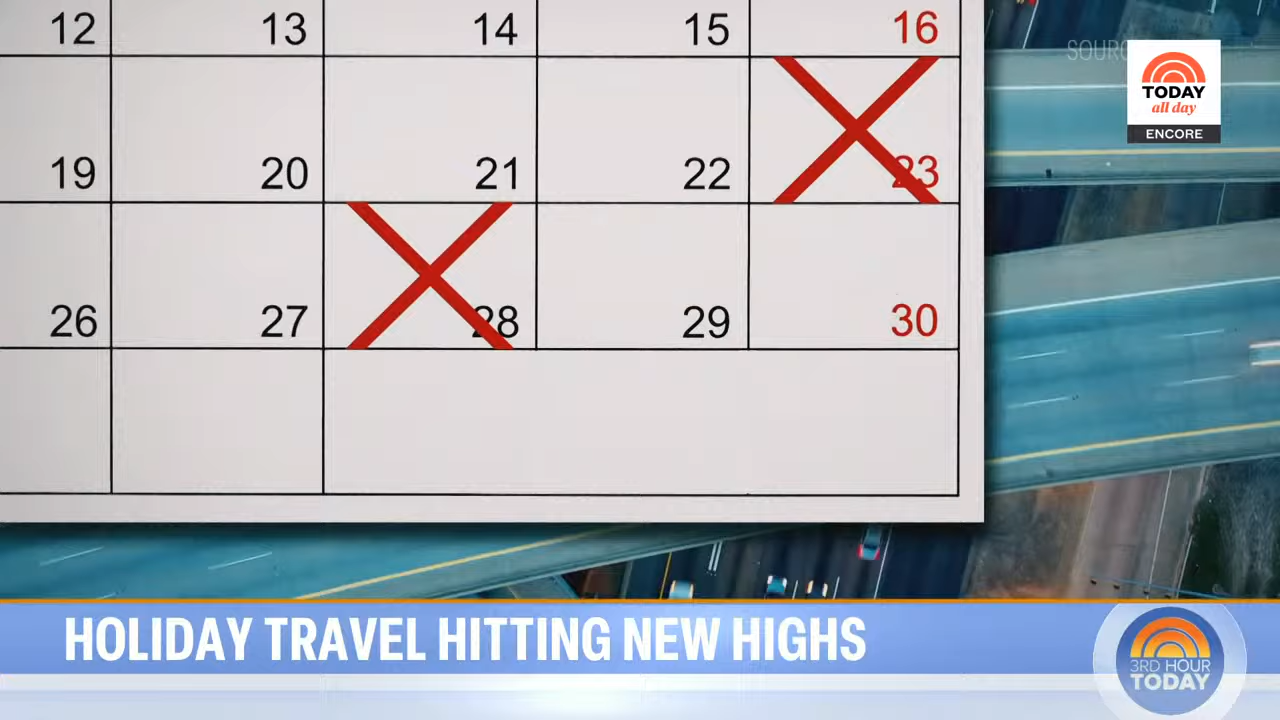 12 13 14 15 16
TODAY
all day
ENCORE
19 20 21 22 23
26 27 28 29 30
HOLIDAY TRAVEL HITTING NEW HIGHS
3RD HOUR
TODAY